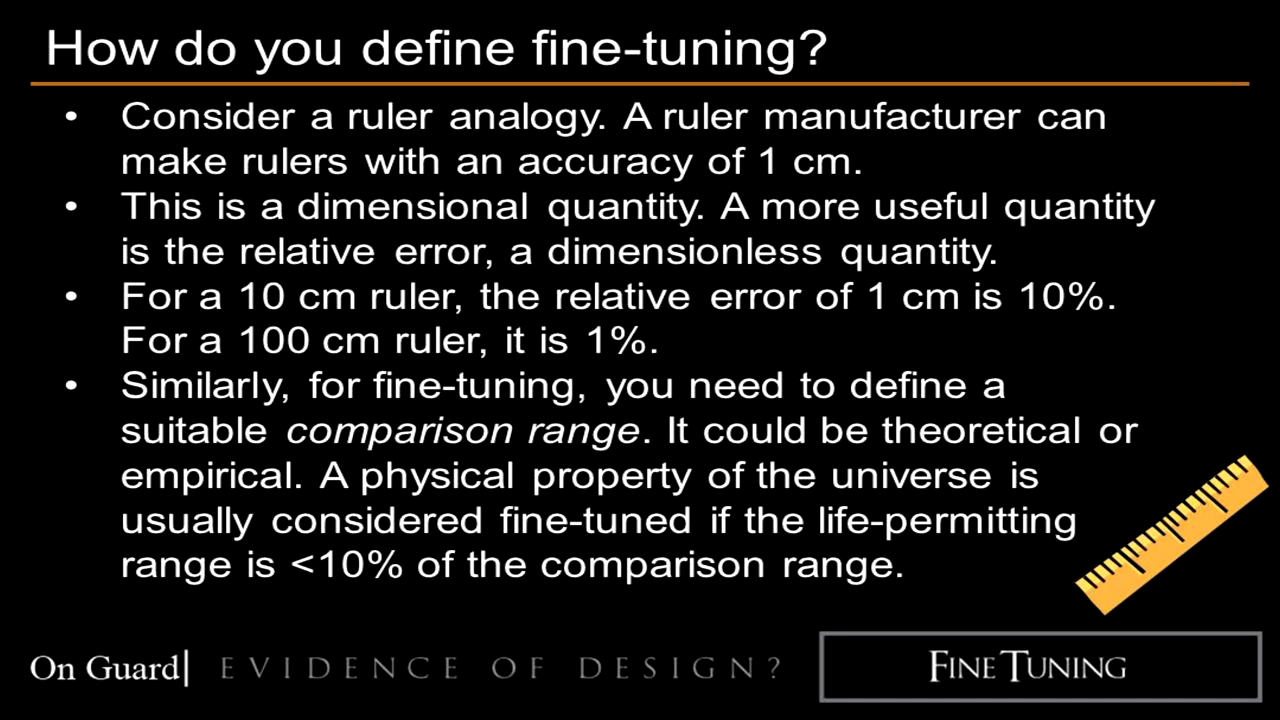 How do you define fine-tuning?
• Consider a ruler analogy. A ruler manufacturer can
make rulers with an accuracy of 1 cm.
• This is a dimensional quantity. A more useful quantity
is the relative error, a dimensionless quantity.
• For a 10 cm ruler, the relative error of 1 cm is 10%.
For a 100 cm ruler, it is 1%.
• Similarly, for fine-tuning, you need to define a
suitable comparison range. It could be theoretical or
empirical. A physical property of the universe is
usually considered fine-tuned if the life-permitting
range is <10% of the comparison range.
On Guard| EVIDENCE OF DESIGN? FINE TUNING